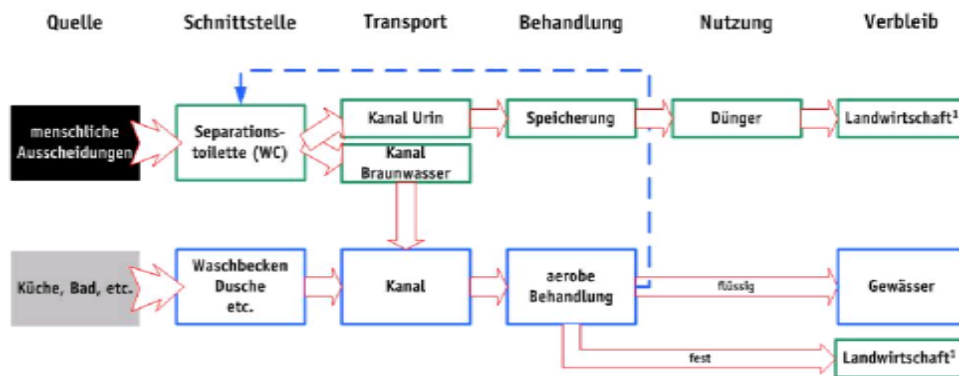 Quelle Schnittstelle Transport Behandlung Nutzung Verbleib
menschliche
Ausscheidungen
Separations-
toilette (WC)
Kanal Urin
Kanal
Braunwasser
Speicherung
Dünger
Landwirtschaft¹
Küche, Bad, etc.
Waschbecken
Dusche
etc.
Kanal
aerobe
Behandlung
flüssig
Gewässer
fest
Landwirtschaft¹